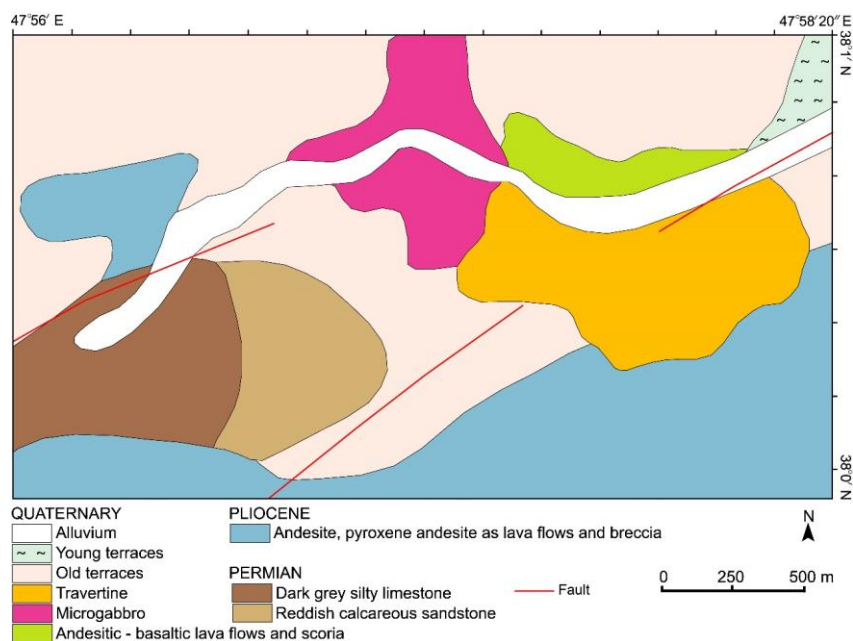 47°56' E
47°58'20" E
38°1' N
38°0' N
QUATERNARY
Alluvium
Young terraces
Old terraces
Travertine
Microgabbro
Andesitic - basaltic lava flows and scoria
PLIOCENE
Andesite, pyroxene andesite as lava flows and breccia
PERMIAN
Dark grey silty limestone
Reddish calcareous sandstone
Fault
N
0 250 500 m